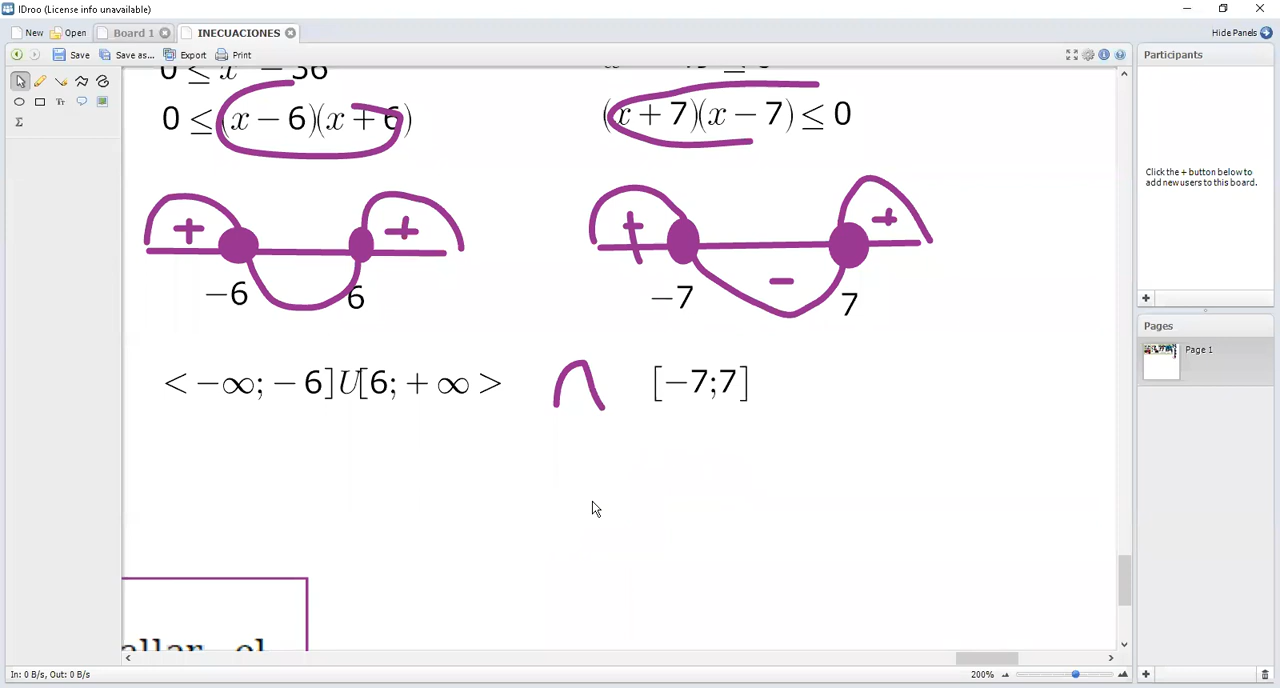 IDroo (License info unavailable)
New Open Board 1 INECUACIONES Hide Panels
Save Save as... Export Print
Participants
Click the + button below to
add new users to this board.
Pages
Page 1
Tr
Σ
0 ≤ (x − 6)(x + 6)
(x + 7)(x − 7) ≤ 0
+ +
−6 6
+ − +
−7 7
< −∞; − 6]U[6; + ∞ > ∩ [−7;7]
In: 0 B/s, Out: 0 B/s
200%